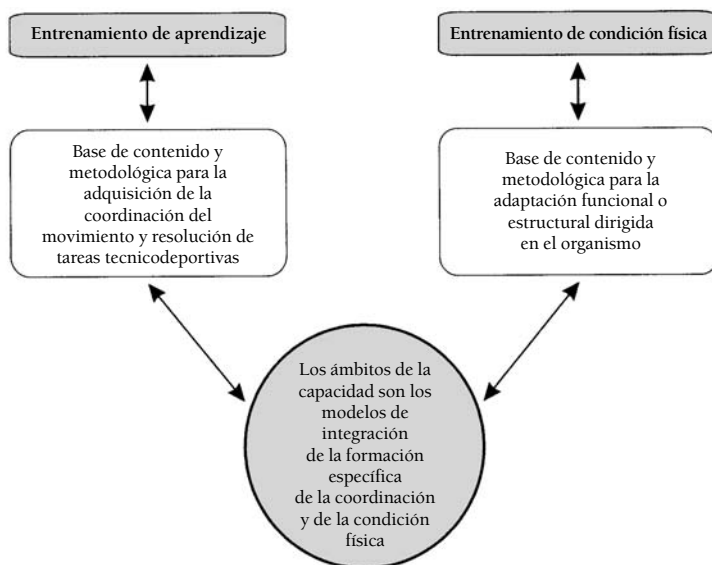 Entrenamiento de aprendizaje
Entrenamiento de condición física
Base de contenido y
metodológica para la
adquisición de la
coordinación del
movimiento y resolución de
tareas tecnicodeportivas
Base de contenido y
metodológica para la
adaptación funcional o
estructural dirigida
en el organismo
Los ámbitos de la
capacidad son los
modelos de
integración
de la formación
específica
de la coordinación
y de la condición
física